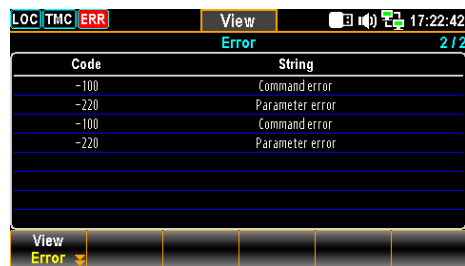 LOC TMC ERR View 17:22:42
Error 2/2
Code String
-100 Command error
-220 Parameter error
-100 Command error
-220 Parameter error
View
Error